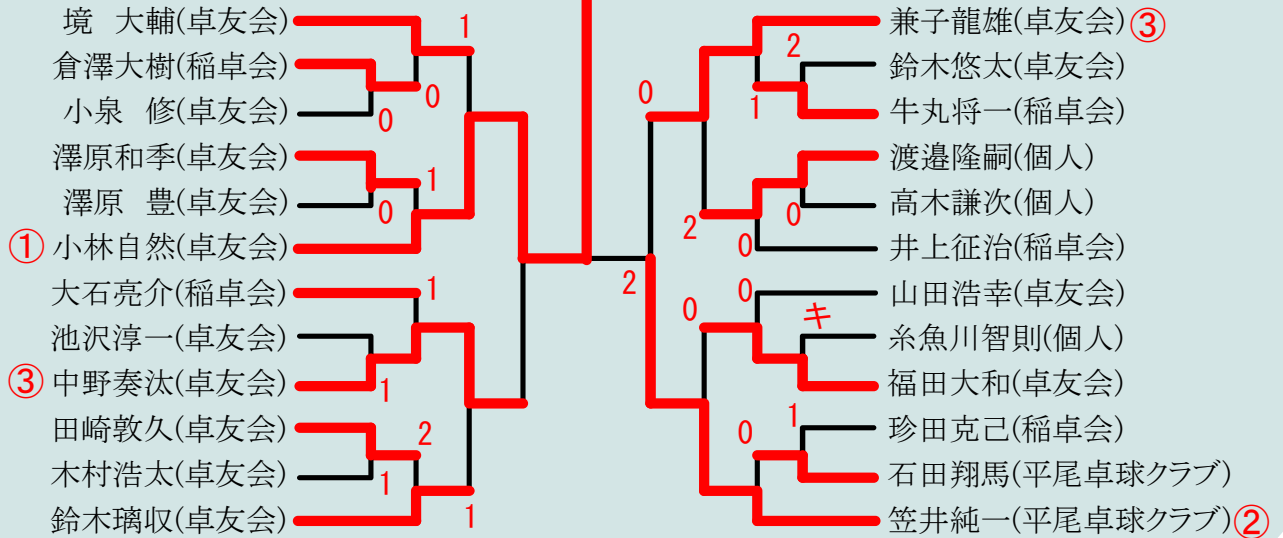 境 大輔(卓友会)
倉澤大樹(稲卓会)
小泉 修(卓友会)
澤原和季(卓友会)
澤原 豊(卓友会)
① 小林自然(卓友会)
大石亮介(稲卓会)
池沢淳一(卓友会)
③ 中野奏汰(卓友会)
田崎敦久(卓友会)
木村浩太(卓友会)
鈴木璃収(卓友会)
1
0
0
1
0
1
1
2
1
1
2
0
2
1
0
2
0
0
0
キ
1
0
兼子龍雄(卓友会)③
鈴木悠太(卓友会)
牛丸将一(稲卓会)
渡邉隆嗣(個人)
高木謙次(個人)
井上征治(稲卓会)
山田浩幸(卓友会)
糸魚川智則(個人)
福田大和(卓友会)
珍田克己(稲卓会)
石田翔馬(平尾卓球クラブ)
笠井純一(平尾卓球クラブ)②